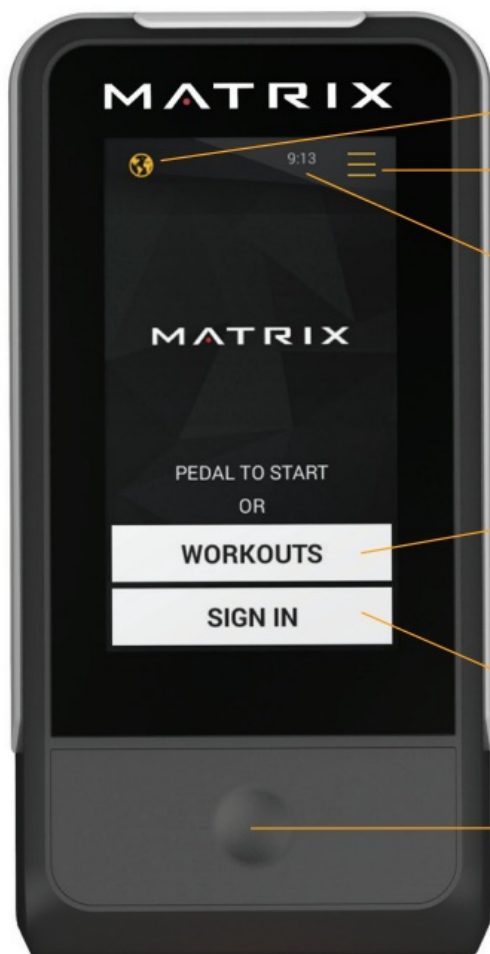 MATRIX
9:13
MATRIX
PEDAL TO START
OR
WORKOUTS
SIGN IN